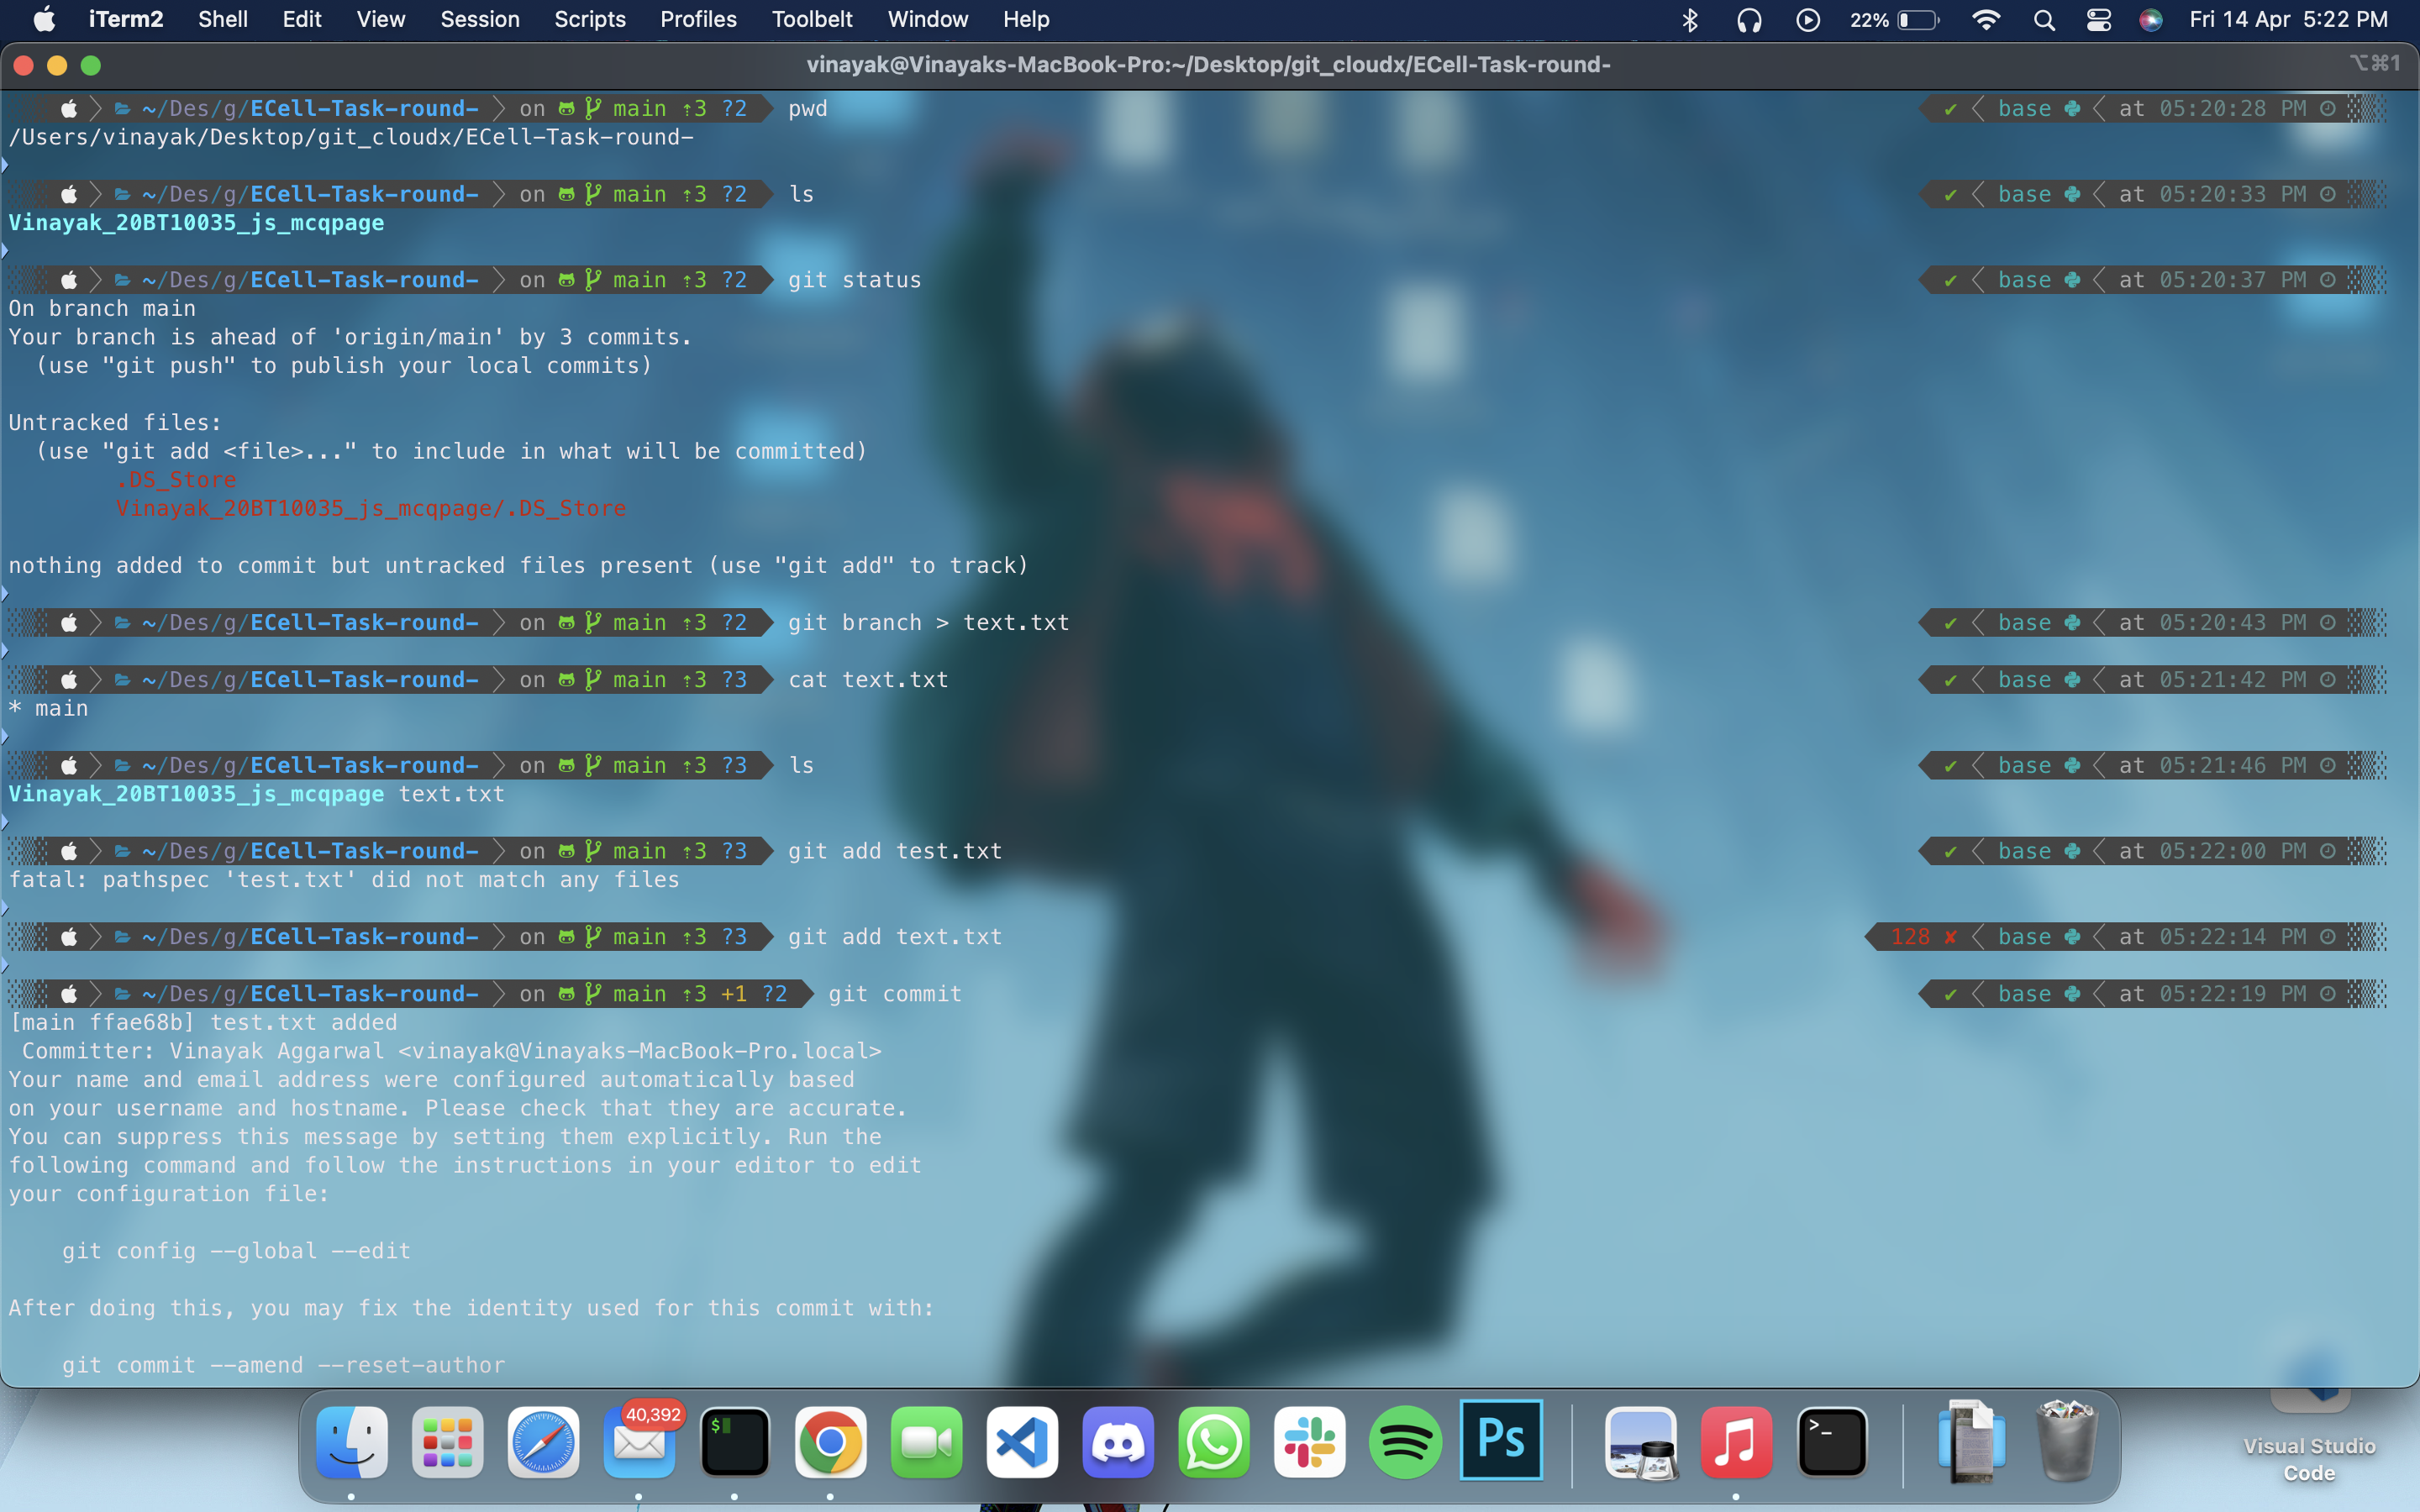 iTerm2 Shell Edit View Session Scripts Profiles Toolbelt Window Help 22% Fri 14 Apr 5:22 PM
vinayak@Vinayaks-MacBook-Pro:~/Desktop/git_cloudx/ECell-Task-round- ⌥⌘1
~/Des/g/ECell-Task-round- on main ⇡3 ?2 pwd ✔ base at 05:20:28 PM
/Users/vinayak/Desktop/git_cloudx/ECell-Task-round-
~/Des/g/ECell-Task-round- on main ⇡3 ?2 ls ✔ base at 05:20:33 PM
Vinayak_20BT10035_js_mcqpage
~/Des/g/ECell-Task-round- on main ⇡3 ?2 git status ✔ base at 05:20:37 PM
On branch main
Your branch is ahead of 'origin/main' by 3 commits.
(use "git push" to publish your local commits)
Untracked files:
(use "git add <file>..." to include in what will be committed)
.DS_Store
Vinayak_20BT10035_js_mcqpage/.DS_Store
nothing added to commit but untracked files present (use "git add" to track)
~/Des/g/ECell-Task-round- on main ⇡3 ?2 git branch > text.txt ✔ base at 05:20:43 PM
~/Des/g/ECell-Task-round- on main ⇡3 ?3 cat text.txt ✔ base at 05:21:42 PM
* main
~/Des/g/ECell-Task-round- on main ⇡3 ?3 ls ✔ base at 05:21:46 PM
Vinayak_20BT10035_js_mcqpage text.txt
~/Des/g/ECell-Task-round- on main ⇡3 ?3 git add test.txt ✔ base at 05:22:00 PM
fatal: pathspec 'test.txt' did not match any files
~/Des/g/ECell-Task-round- on main ⇡3 ?3 git add text.txt 128 ✘ base at 05:22:14 PM
~/Des/g/ECell-Task-round- on main ⇡3 +1 ?2 git commit ✔ base at 05:22:19 PM
[main ffae68b] test.txt added
Committer: Vinayak Aggarwal <vinayak@Vinayaks-MacBook-Pro.local>
Your name and email address were configured automatically based
on your username and hostname. Please check that they are accurate.
You can suppress this message by setting them explicitly. Run the
following command and follow the instructions in your editor to edit
your configuration file:
git config --global --edit
After doing this, you may fix the identity used for this commit with:
git commit --amend --reset-author
40,392
$
Ps
>_
Visual Studio
Code